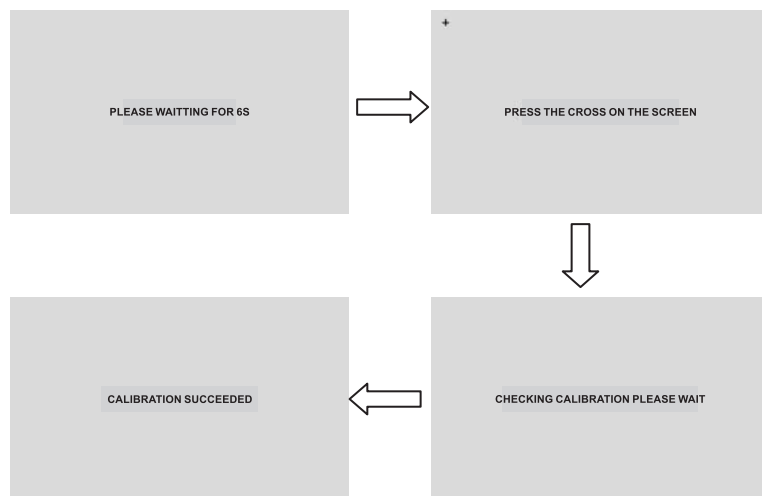 PLEASE WAITTING FOR 6S
PRESS THE CROSS ON THE SCREEN
CHECKING CALIBRATION PLEASE WAIT
CALIBRATION SUCCEEDED